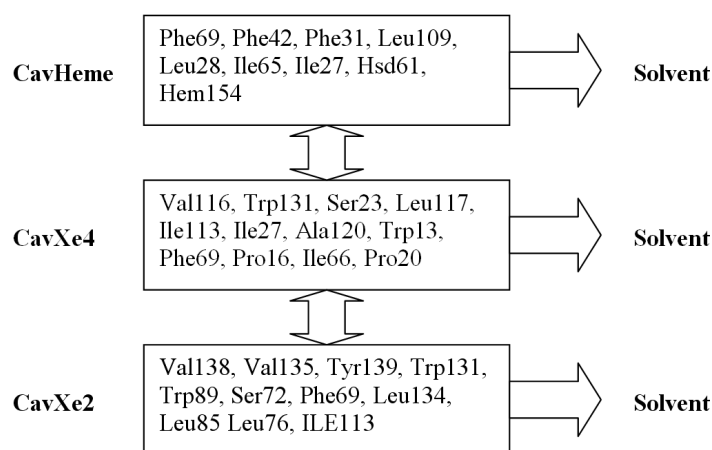 Phe69, Phe42, Phe31, Leu109,
CavHeme Leu28, Ile65, Ile27, Hsd61, Solvent
Hem154
Val116, Trp131, Ser23, Leu117,
CavXe4 Ile113, Ile27, Ala120, Trp13, Solvent
Phe69, Pro16, Ile66, Pro20
Val138, Val135, Tyr139, Trp131,
CavXe2 Trp89, Ser72, Phe69, Leu134, Solvent
Leu85 Leu76, ILE113